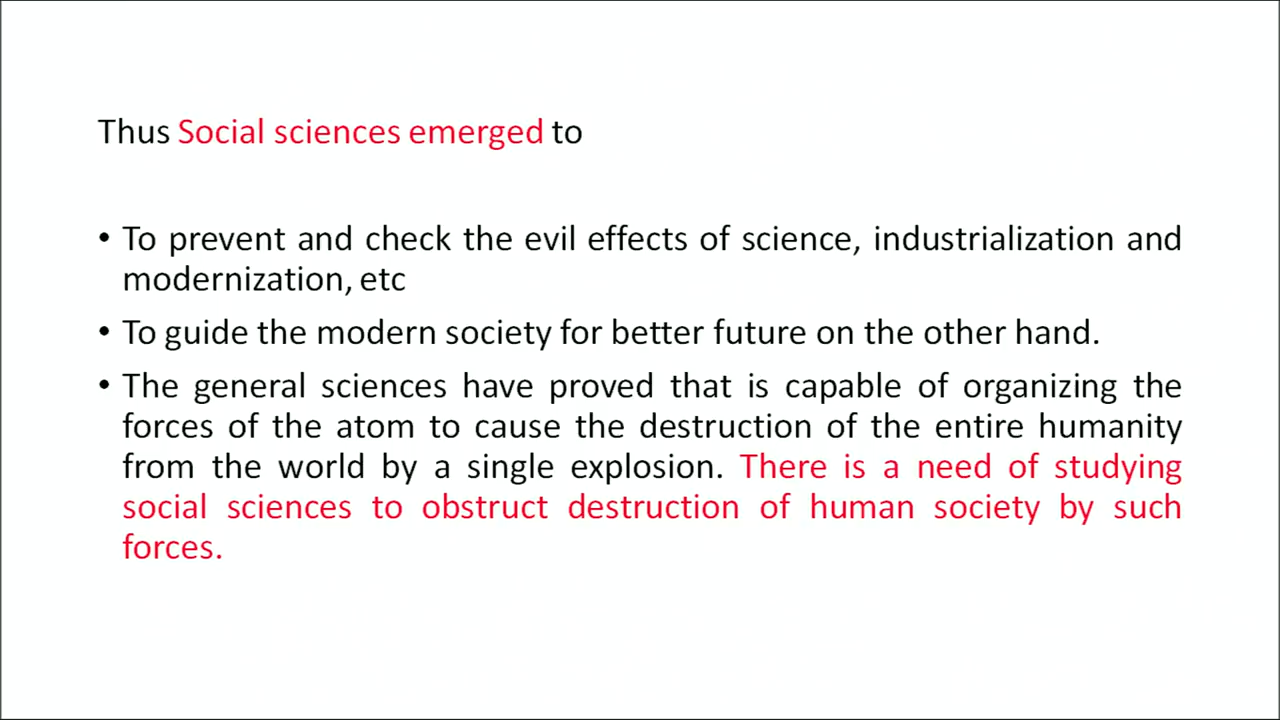 Thus Social sciences emerged to
• To prevent and check the evil effects of science, industrialization and
modernization, etc
• To guide the modern society for better future on the other hand.
• The general sciences have proved that is capable of organizing the
forces of the atom to cause the destruction of the entire humanity
from the world by a single explosion. There is a need of studying
social sciences to obstruct destruction of human society by such
forces.